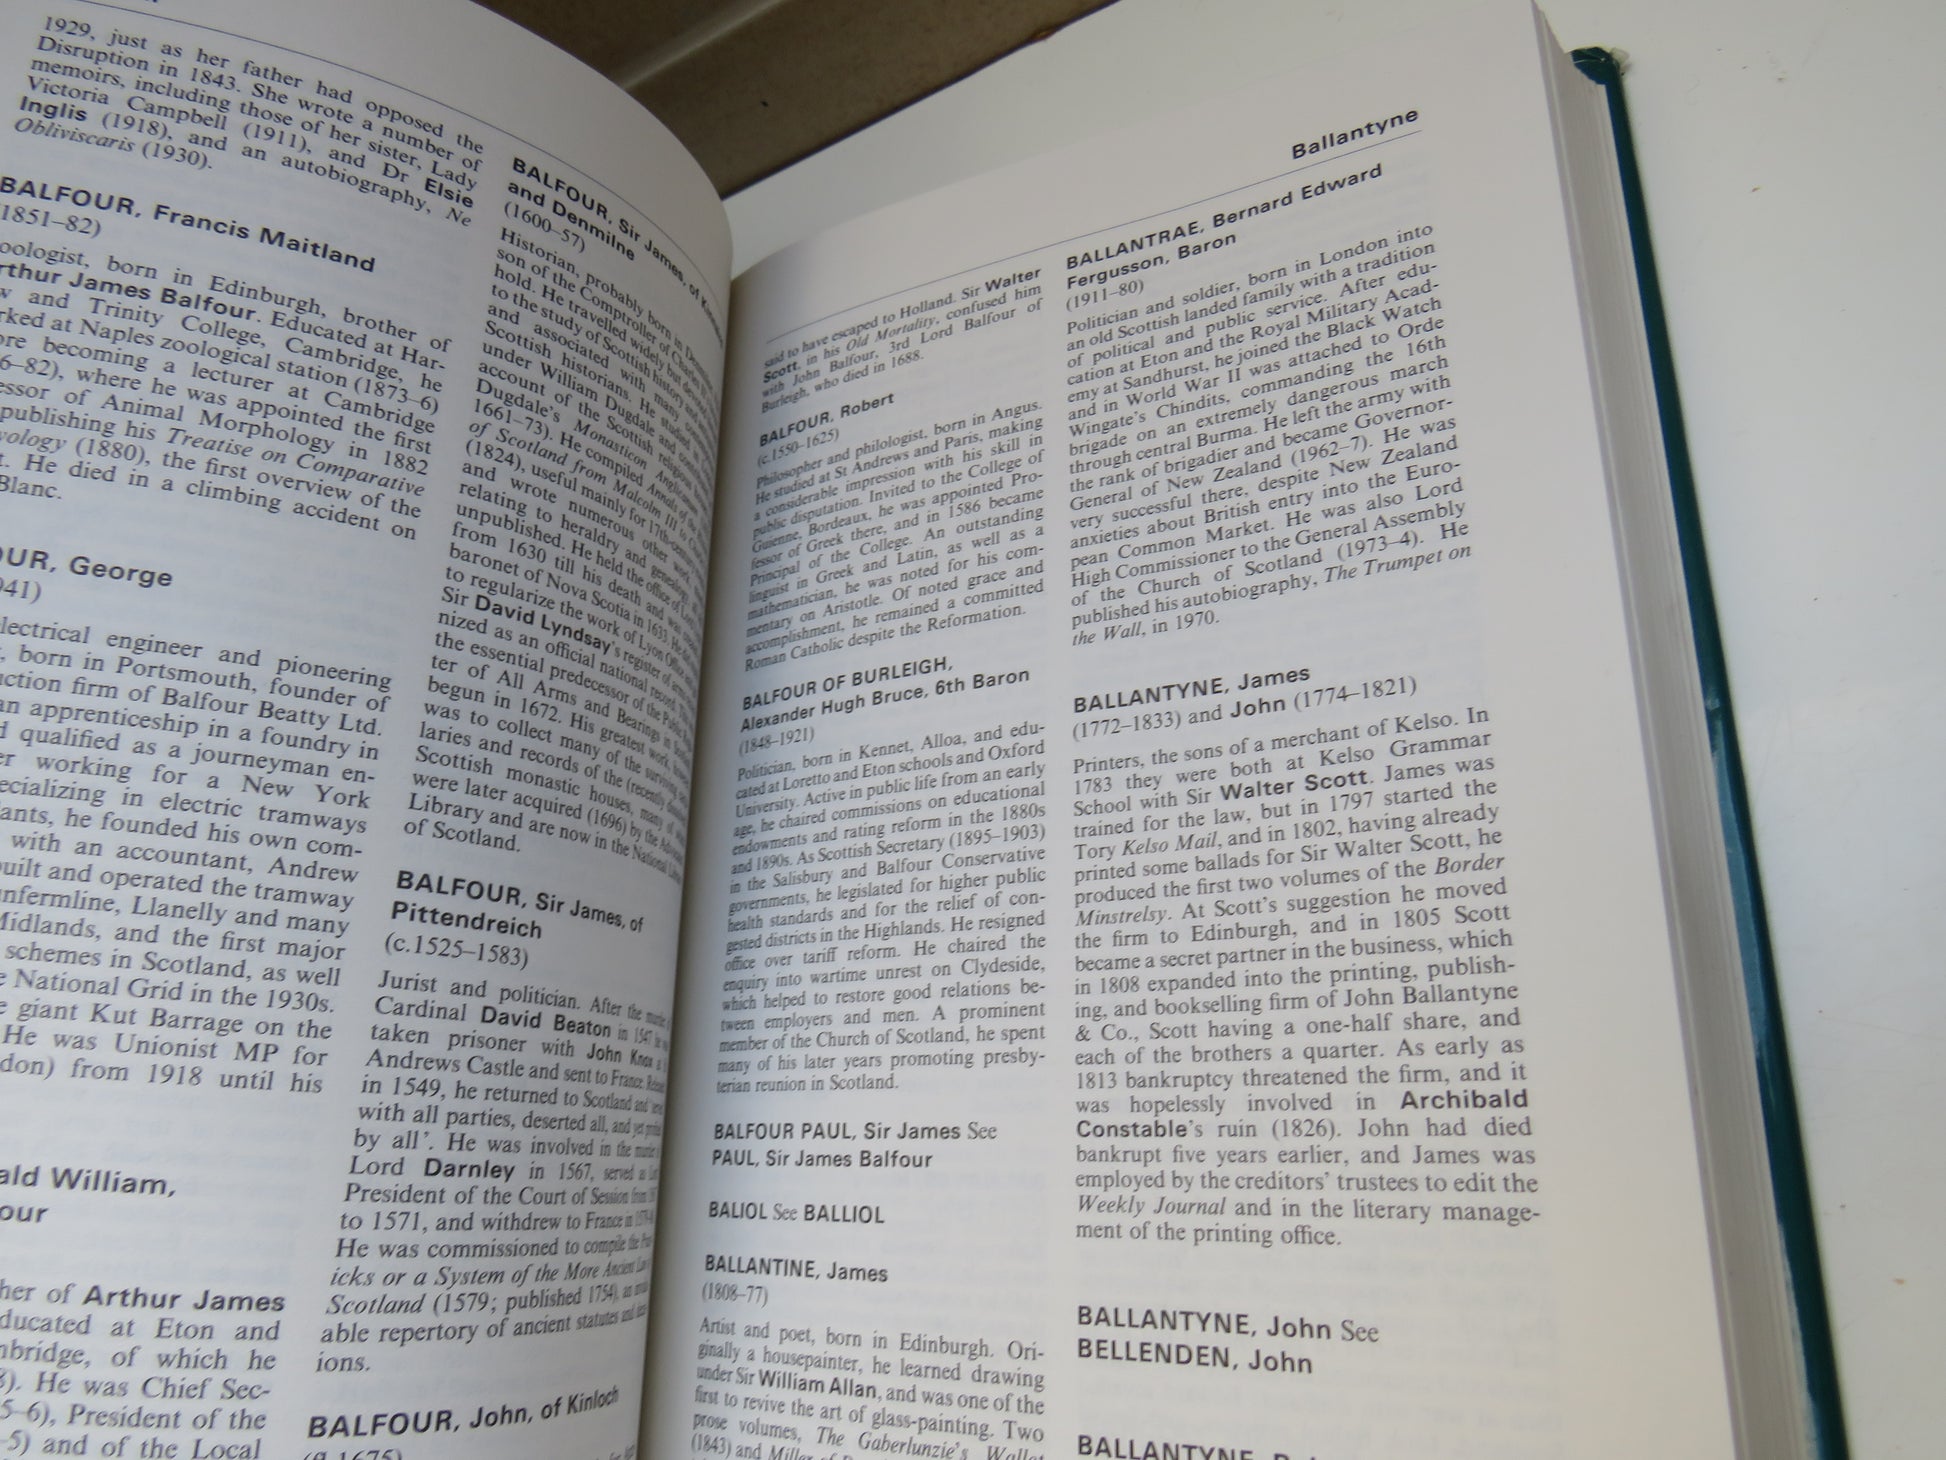 1929, just as her father had opposed the
Disruption in 1843. She wrote a number of
memoirs, including those of her sister, Lady
Victoria Campbell (1911), and Dr Elsie
Inglis (1918), and an autobiography, Ne
Obliviscaris (1930).
BALFOUR, Francis Maitland
(1851–82)
oologist, born in Edinburgh, brother of
rthur James Balfour. Educated at Har-
w and Trinity College, Cambridge, he
rked at Naples zoological station (1873–6)
ore becoming a lecturer at Cambridge
6–82), where he was appointed the first
essor of Animal Morphology in 1882
publishing his Treatise on Comparative
yology (1880), the first overview of the
t. He died in a climbing accident on
Blanc.
OUR, George
941)
lectrical engineer and pioneering
, born in Portsmouth, founder of
uction firm of Balfour Beatty Ltd.
an apprenticeship in a foundry in
d qualified as a journeyman en-
er working for a New York
ecializing in electric tramways
ants, he founded his own com-
with an accountant, Andrew
uilt and operated the tramway
nfermline, Llanelly and many
Midlands, and the first major
schemes in Scotland, as well
e National Grid in the 1930s.
e giant Kut Barrage on the
He was Unionist MP for
don) from 1918 until his
ald William,
our
her of Arthur James
ducated at Eton and
mbridge, of which he
8). He was Chief Sec-
5–6), President of the
–5) and of the Local
BALFOUR, Sir James, of
and Denmilne
(1600–57)
Historian, probably born in
son of the Comptroller of Charles
hold. He travelled widely but
to the study of Scottish history and
and associated with many
Scottish historians. He studied
under William Dugdale and
account of the Scottish religious
Dugdale's Monasticon Anglicanum
1661–73). He compiled Annals of the
of Scotland from Malcolm III to
(1824), useful mainly for 17th-century
and wrote numerous other
relating to heraldry and genealogy
unpublished. He held the office of
from 1630 till his death and was
baronet of Nova Scotia in 1633. He
to regularize the work of Lyon Office
Sir David Lyndsay's register of
nized as an official national record.
the essential predecessor of the Public
ter of All Arms and Bearings in
begun in 1672. His greatest work,
was to collect many of the surviving
laries and records of the (recently
Scottish monastic houses, many of
were later acquired (1696) by the
Library and are now in the National
of Scotland.
BALFOUR, Sir James, of
Pittendreich
(c.1525–1583)
Jurist and politician. After the
Cardinal David Beaton in 1547
taken prisoner with John Knox
Andrews Castle and sent to France.
in 1549, he returned to Scotland and
with all parties, deserted all, and yet
by all'. He was involved in the
Lord Darnley in 1567, served as
President of the Court of Session from
to 1571, and withdrew to France in
He was commissioned to compile the
icks or a System of the More Ancient
Scotland (1579; published 1754), an
able repertory of ancient statutes and
ions.
BALFOUR, John, of Kinloch
Ballantyne
said to have escaped to Holland. Sir Walter
Scott, in his Old Mortality, confused him
with John Balfour, 3rd Lord Balfour of
Burleigh, who died in 1688.
BALFOUR, Robert
(c.1550–1625)
Philosopher and philologist, born in Angus.
He studied at St Andrews and Paris, making
a considerable impression with his skill in
public disputation. Invited to the College of
Guienne, Bordeaux, he was appointed Pro-
fessor of Greek there, and in 1586 became
Principal of the College. An outstanding
linguist in Greek and Latin, as well as a
mathematician, he was noted for his com-
mentary on Aristotle. Of noted grace and
accomplishment, he remained a committed
Roman Catholic despite the Reformation.
BALFOUR OF BURLEIGH,
Alexander Hugh Bruce, 6th Baron
(1848–1921)
Politician, born in Kennet, Alloa, and edu-
cated at Loretto and Eton schools and Oxford
University. Active in public life from an early
age, he chaired commissions on educational
endowments and rating reform in the 1880s
and 1890s. As Scottish Secretary (1895–1903)
in the Salisbury and Balfour Conservative
governments, he legislated for higher public
health standards and for the relief of con-
gested districts in the Highlands. He resigned
office over tariff reform. He chaired the
enquiry into wartime unrest on Clydeside,
which helped to restore good relations be-
tween employers and men. A prominent
member of the Church of Scotland, he spent
many of his later years promoting presby-
terian reunion in Scotland.
BALFOUR PAUL, Sir James See
PAUL, Sir James Balfour
BALIOL See BALLIOL
BALLANTINE, James
(1808–77)
Artist and poet, born in Edinburgh. Ori-
ginally a housepainter, he learned drawing
under Sir William Allan, and was one of the
first to revive the art of glass-painting. Two
prose volumes, The Gaberlunzie's Wallet
(1843) and Miller of
BALLANTRAE, Bernard Edward
Fergusson, Baron
(1911–80)
Politician and soldier, born in London into
an old Scottish landed family with a tradition
of political and public service. After edu-
cation at Eton and the Royal Military Acad-
emy at Sandhurst, he joined the Black Watch
and in World War II was attached to Orde
Wingate's Chindits, commanding the 16th
brigade on an extremely dangerous march
through central Burma. He left the army with
the rank of brigadier and became Governor-
General of New Zealand (1962–7). He was
very successful there, despite New Zealand
anxieties about British entry into the Euro-
pean Common Market. He was also Lord
High Commissioner to the General Assembly
of the Church of Scotland (1973–4). He
published his autobiography, The Trumpet on
the Wall, in 1970.
BALLANTYNE, James
(1772–1833) and John (1774–1821)
Printers, the sons of a merchant of Kelso. In
1783 they were both at Kelso Grammar
School with Sir Walter Scott. James was
trained for the law, but in 1797 started the
Tory Kelso Mail, and in 1802, having already
printed some ballads for Sir Walter Scott, he
produced the first two volumes of the Border
Minstrelsy. At Scott's suggestion he moved
the firm to Edinburgh, and in 1805 Scott
became a secret partner in the business, which
in 1808 expanded into the printing, publish-
ing, and bookselling firm of John Ballantyne
& Co., Scott having a one-half share, and
each of the brothers a quarter. As early as
1813 bankruptcy threatened the firm, and it
was hopelessly involved in Archibald
Constable's ruin (1826). John had died
bankrupt five years earlier, and James was
employed by the creditors' trustees to edit the
Weekly Journal and in the literary manage-
ment of the printing office.
BALLANTYNE, John See
BELLENDEN, John
BALLANTYNE,